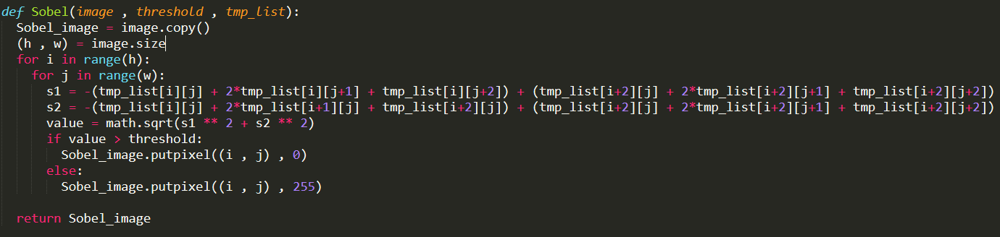 def Sobel(image , threshold , tmp_list):
  Sobel_image = image.copy()
  (h , w) = image.size
  for i in range(h):
    for j in range(w):
      s1 = -(tmp_list[i][j] + 2*tmp_list[i][j+1] + tmp_list[i][j+2]) + (tmp_list[i+2][j] + 2*tmp_list[i+2][j+1] + tmp_list[i+2][j+2])
      s2 = -(tmp_list[i][j] + 2*tmp_list[i+1][j] + tmp_list[i+2][j]) + (tmp_list[i+2][j] + 2*tmp_list[i+2][j+1] + tmp_list[i+2][j+2])
      value = math.sqrt(s1 ** 2 + s2 ** 2)
      if value > threshold:
        Sobel_image.putpixel((i , j) , 0)
      else:
        Sobel_image.putpixel((i , j) , 255)
  return Sobel_image